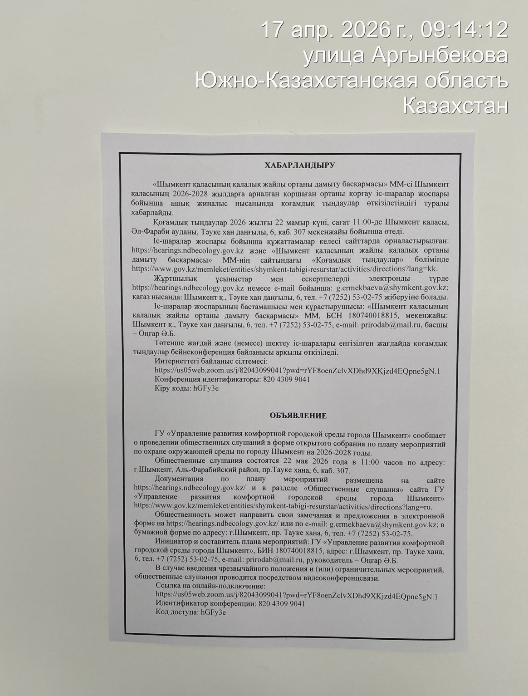 17 апр. 2026 г., 09:14:12
улица Аргынбекова
Южно-Казахстанская область
Казахстан
ХАБАРЛАНДЫРУ
«Шымкент қаласының қалалық жайлы ортаны дамыту басқармасы» ММ-сі Шымкент
қаласының 2026-2028 жылдарға арналған қоршаған ортаны қорғау іс-шаралар жоспары
бойынша ашық жиналыс нысанында қоғамдық тыңдаулар өткізілетіндігі туралы
хабарлайды.
Қоғамдық тыңдаулар 2026 жылғы 22 мамыр күні, сағат 11:00-де Шымкент қаласы,
Әл-Фараби ауданы, Тәуке хан даңғылы, 6, каб. 307 мекенжайы бойынша өтеді.
Іс-шаралар жоспары бойынша құжаттамалар келесі сайттарда орналастырылған:
https://hearings.ndbecology.gov.kz және «Шымкент қаласының қалалық жайлы ортаны
дамыту басқармасы» ММ-нің сайтындағы «Қоғамдық тыңдаулар» бөлімінде
https://www.gov.kz/memleket/entities/shymkent-tabigi-resurstar/activities/directions?lang=kk.
Жұртшылық ұсыныстар мен ескертпелерді электронды түрде
https://hearings.ndbecology.gov.kz немесе e-mail бойынша: g.ermekbaeva@shymkent.gov.kz;
қағаз нысанда: Шымкент қ., Тәуке хан даңғылы, 6, тел. +7 (7252) 53-02-75 жіберуіне болады.
Іс-шаралар жоспарының бастамашысы мен құрастырушысы: «Шымкент қаласының
қалалық жайлы ортаны дамыту басқармасы» ММ, БСН 180740018815, мекенжайы:
Шымкент қ., Тәуке хан даңғылы, 6, тел. +7 (7252) 53-02-75, e-mail: prirodab@mail.ru, басшы
– Оңғар Ә.Б.
Төтенше жағдай және (немесе) шектеу іс-шаралары енгізілген жағдайда қоғамдық
тыңдаулар бейнеконференция байланысы арқылы өткізіледі.
Интернеттегі байланыс сілтемесі:
https://us05web.zoom.us/j/82043099041?pwd=rYF8oenZclvXDhd9XKjzd4EQpne5gN.1
Конференция идентификаторы: 820 4309 9041
Кіру коды: hGFy3e
ОБЪЯВЛЕНИЕ
ГУ «Управление развития комфортной городской среды города Шымкент» сообщает
о проведении общественных слушаний в форме открытого собрания по плану мероприятий
по охране окружающей среды по городу Шымкент на 2026-2028 годы.
Общественные слушания состоятся 22 мая 2026 года в 11:00 часов по адресу:
г.Шымкент, Аль-Фарабийский район, пр.Тауке хана, 6, каб. 307.
Документация по плану мероприятий размещена на сайте
https://hearings.ndbecology.gov.kz/ и в разделе «Общественные слушания» сайта ГУ
«Управление развития комфортной городской среды города Шымкент»
https://www.gov.kz/memleket/entities/shymkent-tabigi-resurstar/activities/directions?lang=ru.
Общественность может направить свои замечания и предложения в электронной
форме на https://hearings.ndbecology.gov.kz/ или по e-mail: g.ermekbaeva@shymkent.gov.kz; в
бумажной форме по адресу: г.Шымкент, пр. Тауке хана, 6, тел. +7 (7252) 53-02-75.
Инициатор и составитель плана мероприятий: ГУ «Управление развития комфортной
городской среды города Шымкент», БИН 180740018815, адрес: г.Шымкент, пр. Тауке хана,
6, тел. +7 (7252) 53-02-75, e-mail: prirodab@mail.ru, руководитель – Оңғар Ә.Б.
В случае введения чрезвычайного положения и (или) ограничительных мероприятий,
общественные слушания проводится посредством видеоконференцсвязи.
Ссылка на онлайн-подключение:
https://us05web.zoom.us/j/82043099041?pwd=rYF8oenZclvXDhd9XKjzd4EQpne5gN.1
Идентификатор конференции: 820 4309 9041
Код доступа: hGFy3e